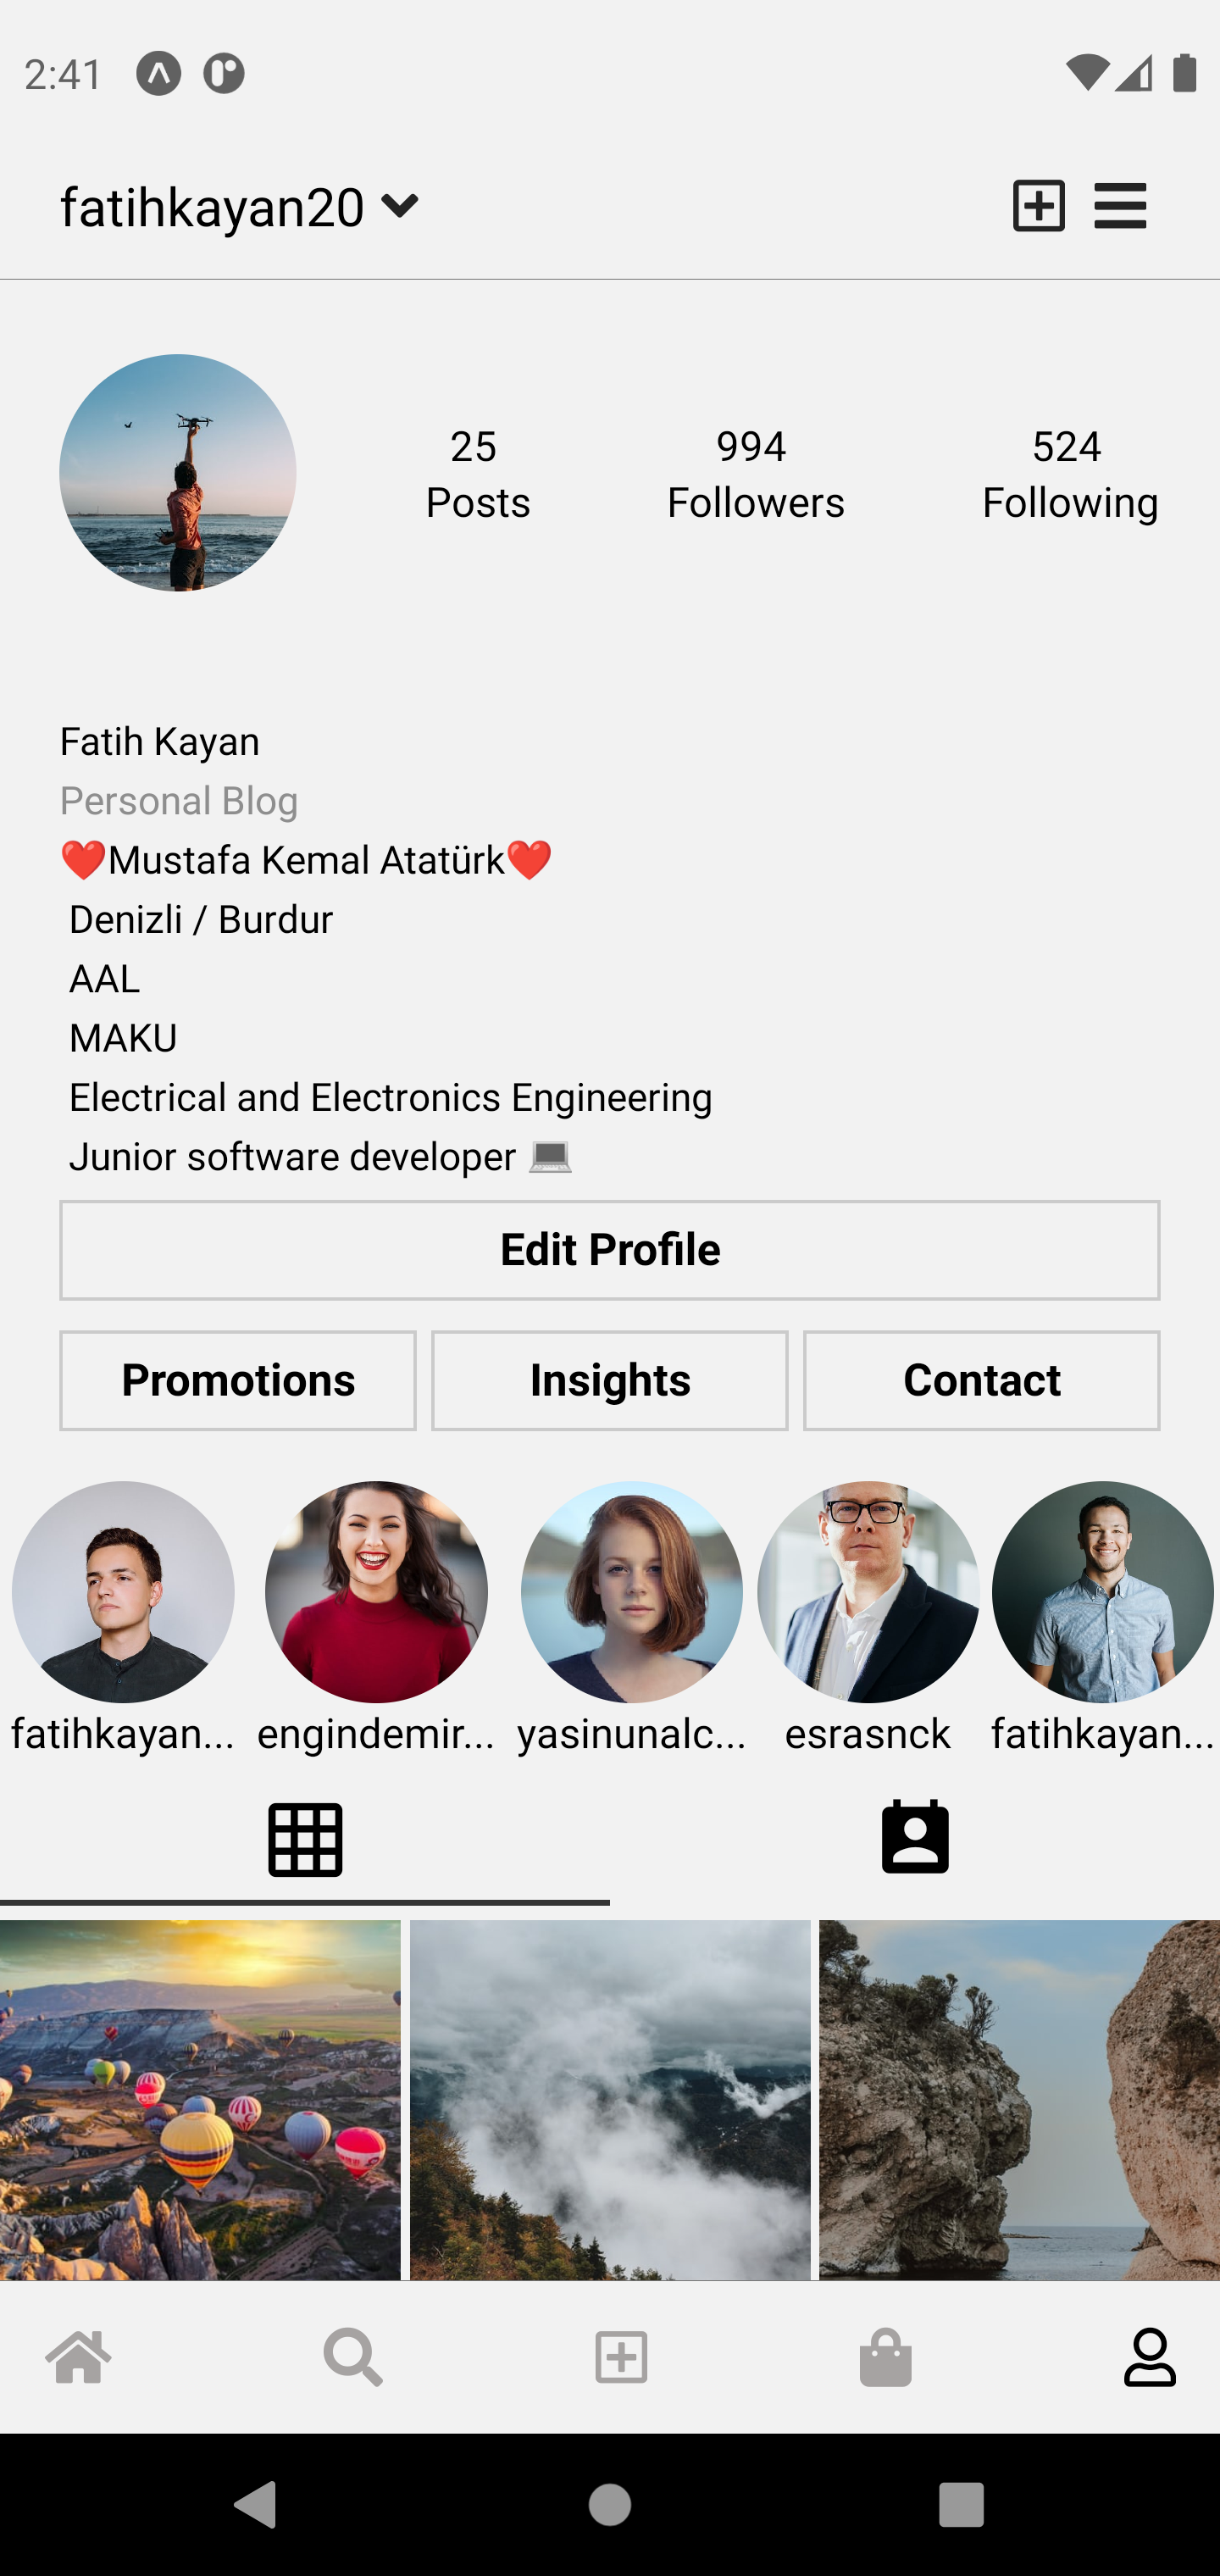 2:41
fatihkayan20
25 994 524
Posts Followers Following
Fatih Kayan
Personal Blog
❤️Mustafa Kemal Atatürk❤️
Denizli / Burdur
AAL
MAKU
Electrical and Electronics Engineering
Junior software developer 💻
Edit Profile
Promotions Insights Contact
fatihkayan... engindemir... yasinunalc... esrasnck fatihkayan...